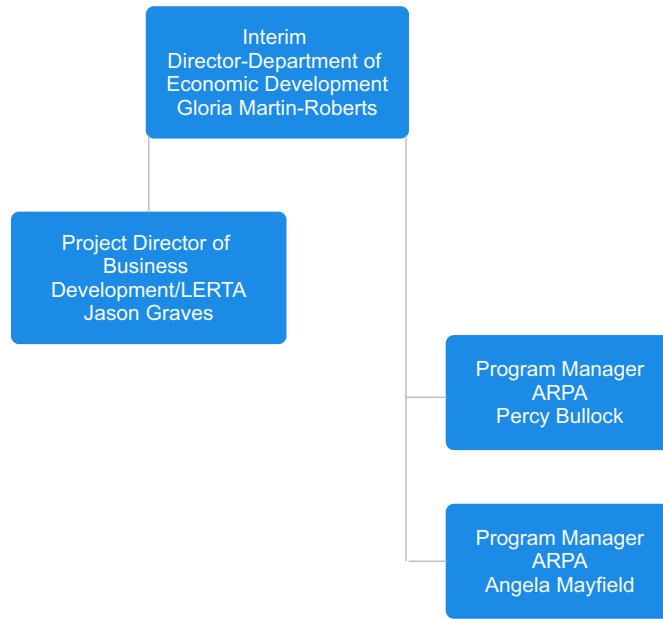 Interim
Director-Department of
Economic Development
Gloria Martin-Roberts
Project Director of
Business
Development/LERTA
Jason Graves
Program Manager
ARPA
Percy Bullock
Program Manager
ARPA
Angela Mayfield